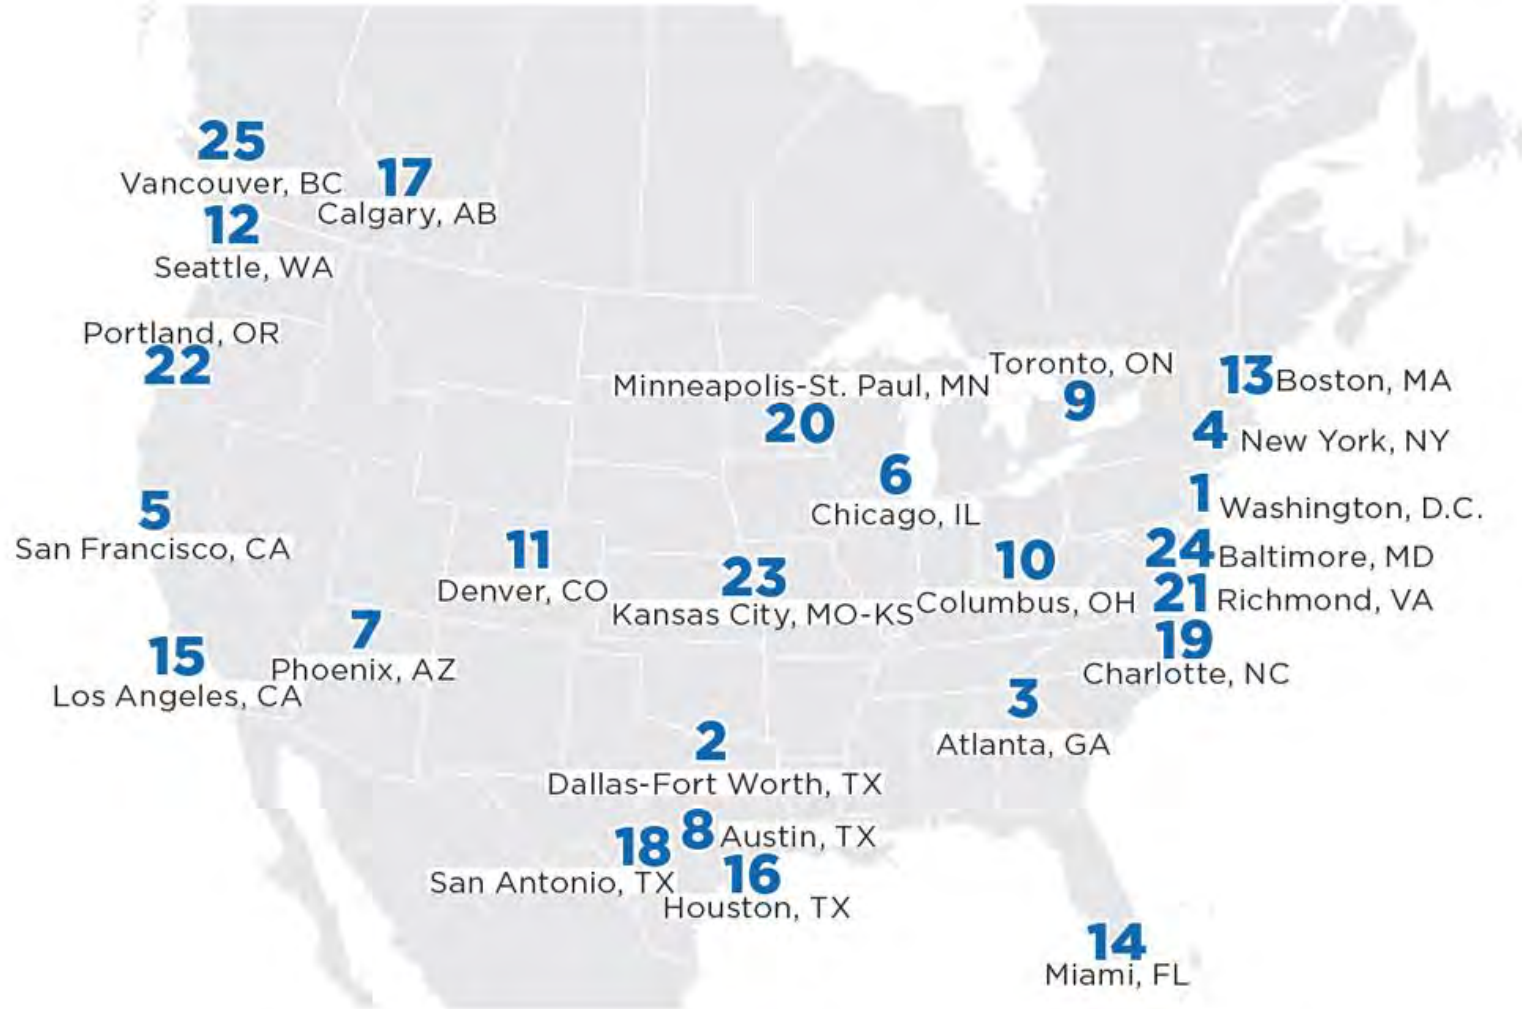 25
Vancouver, BC
17
Calgary, AB
12
Seattle, WA
Portland, OR
22
Minneapolis-St. Paul, MN
20
Toronto, ON
9
13 Boston, MA
4 New York, NY
6
Chicago, IL
1 Washington, D.C.
5
San Francisco, CA
11
Denver, CO
23
Kansas City, MO-KS
10
Columbus, OH
24 Baltimore, MD
21 Richmond, VA
19
Charlotte, NC
7
Phoenix, AZ
15
Los Angeles, CA
3
Atlanta, GA
2
Dallas-Fort Worth, TX
8 Austin, TX
18
San Antonio, TX
16
Houston, TX
14
Miami, FL